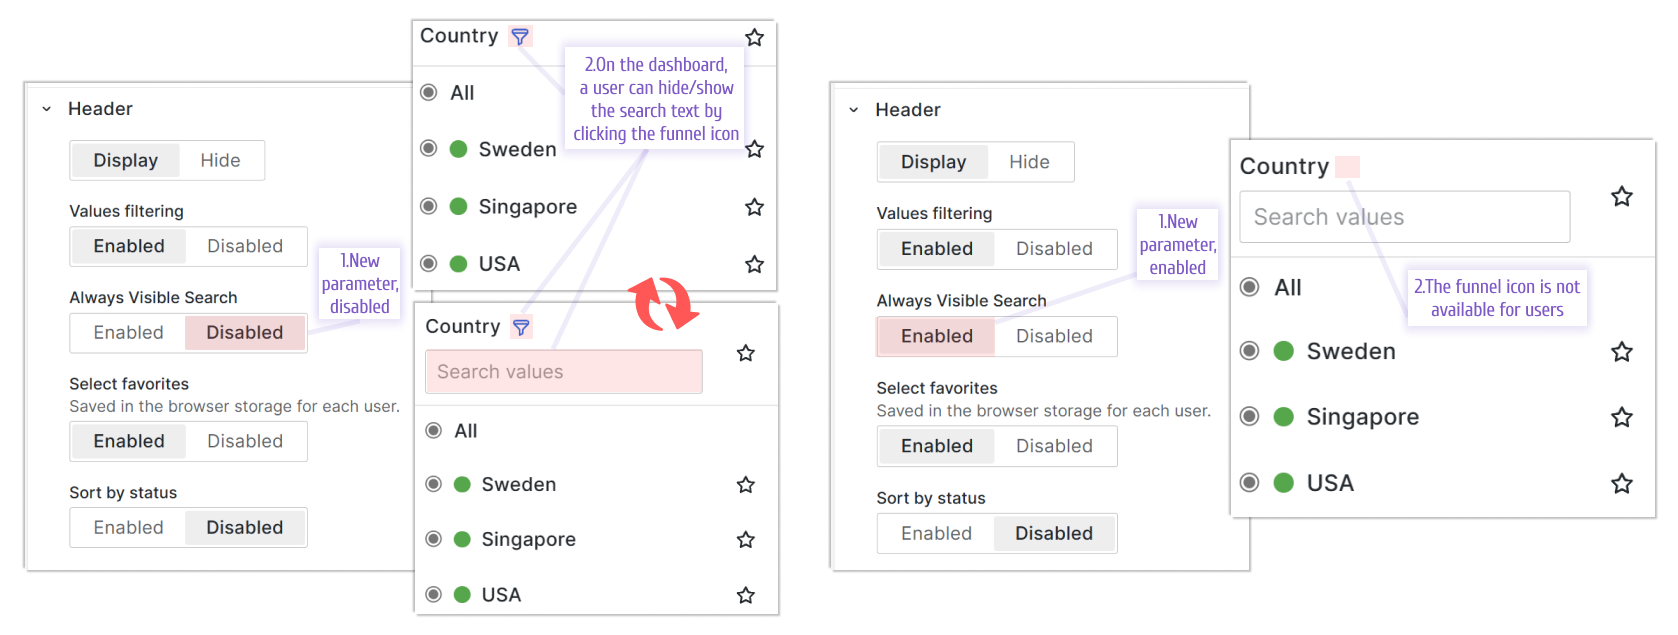 Header
Display Hide
Values filtering
Enabled Disabled
Always Visible Search
Enabled Disabled
Select favorites
Saved in the browser storage for each user.
Enabled Disabled
Sort by status
Enabled Disabled
1.New
parameter,
disabled
Country
All
Sweden
Singapore
USA
2.On the dashboard,
a user can hide/show
the search text by
clicking the funnel icon
Country
Search values
All
Sweden
Singapore
USA
Header
Display Hide
Values filtering
Enabled Disabled
Always Visible Search
Enabled Disabled
Select favorites
Saved in the browser storage for each user.
Enabled Disabled
Sort by status
Enabled Disabled
1.New
parameter,
enabled
Country
Search values
All
Sweden
Singapore
USA
2.The funnel icon is not
available for users